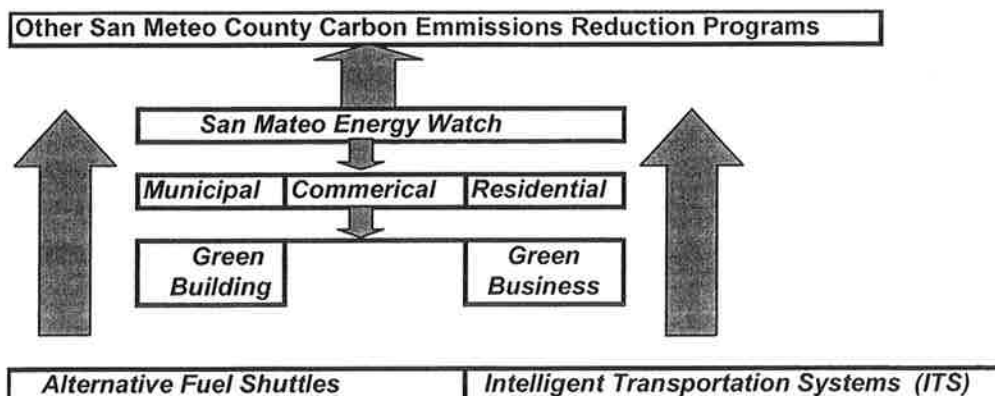 Other San Meteo County Carbon Emmissions Reduction Programs
San Mateo Energy Watch
Municipal Commerical Residential
Green Building
Green Business
Alternative Fuel Shuttles
Intelligent Transportation Systems (ITS)